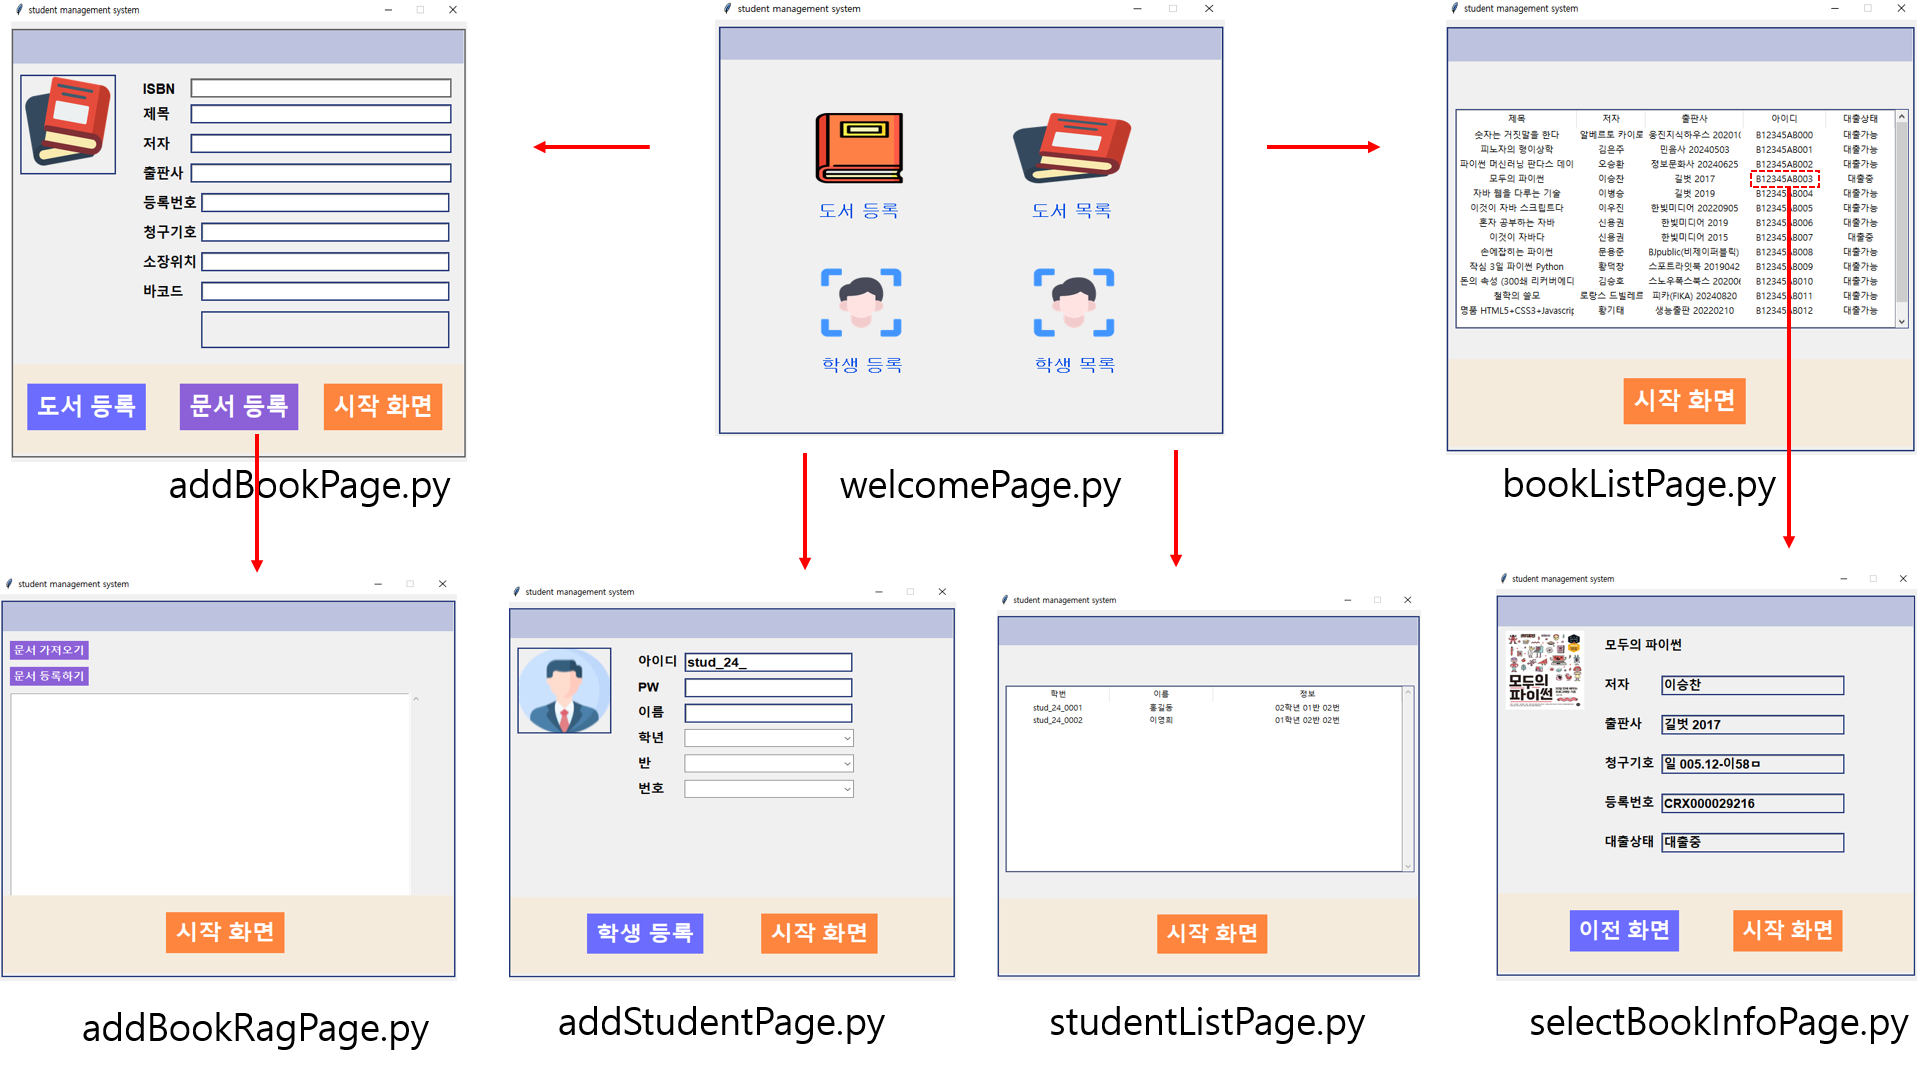 student management system
ISBN
제목
저자
출판사
등록번호
청구기호
소장위치
바코드
도서 등록
문서 등록
시작 화면
addBookPage.py
student management system
도서 등록
도서 목록
학생 등록
학생 목록
welcomePage.py
student management system
제목 저자 출판사 아이디 대출상태
숫자는 거짓말을 한다 알베르토 카이로 웅진지식하우스 202010 B12345AB000 대출가능
피노자의 형이상학 김은주 민음사 20240503 B12345AB001 대출가능
파이썬 머신러닝 판다스 데이 오승환 정보문화사 20240625 B12345AB002 대출가능
모두의 파이썬 이승찬 길벗 2017 B12345AB003 대출중
자바 웹을 다루는 기술 이병승 길벗 2019 B12345AB004 대출가능
이것이 자바 스크립트다 이우진 한빛미디어 20220905 B12345AB005 대출가능
혼자 공부하는 자바 신용권 한빛미디어 2019 B12345AB006 대출가능
이것이 자바다 신용권 한빛미디어 2015 B12345AB007 대출중
손에잡히는 파이썬 문용준 BJpublic(비제이퍼블릭) B12345AB008 대출가능
작심 3일 파이썬 Python 황덕창 스포트라잇북 2019042 B12345AB009 대출가능
돈의 속성 (300쇄 리커버에디 김승호 스노우폭스북스 202006 B12345AB010 대출가능
철학의 쓸모 로랑스 드빌레르 피카(FIKA) 20240820 B12345AB011 대출가능
명품 HTML5+CSS3+Javascrip 황기태 생능출판 20220210 B12345AB012 대출가능
시작 화면
bookListPage.py
student management system
문서 가져오기
문서 등록하기
시작 화면
addBookRagPage.py
student management system
아이디 stud_24_
PW
이름
학년
반
번호
학생 등록
시작 화면
addStudentPage.py
student management system
학번 이름 정보
stud_24_0001 홍길동 02학년 01반 02번
stud_24_0002 이영희 01학년 02반 02번
시작 화면
studentListPage.py
student management system
모두의
파이썬
모두의 파이썬
저자 이승찬
출판사 길벗 2017
청구기호 일 005.12-이58ㅁ
등록번호 CRX000029216
대출상태 대출중
이전 화면
시작 화면
selectBookInfoPage.py